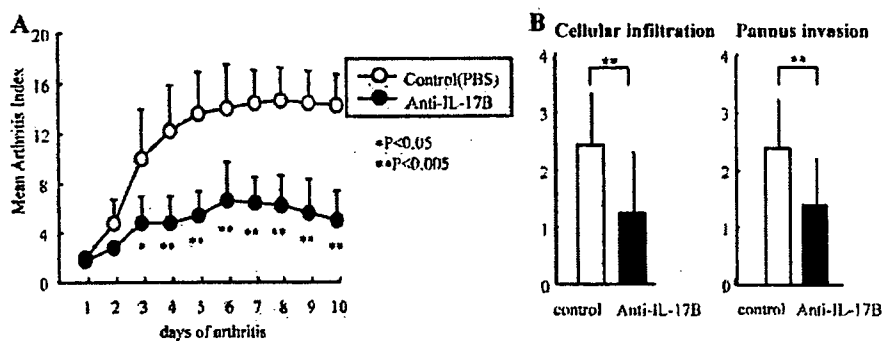 A
20
16
12
8
4
0
Mean Arthritis Index
1 2 3 4 5 6 7 8 9 10
days of arthritis
Control(PBS)
Anti-IL-17B
*P<0.05
**P<0.005
* ** ** ** ** ** ** **
B
Cellular infiltration
4
3
2
1
0
**
control Anti-IL-17B
Pannus invasion
4
3
2
1
0
**
control Anti-IL-17B